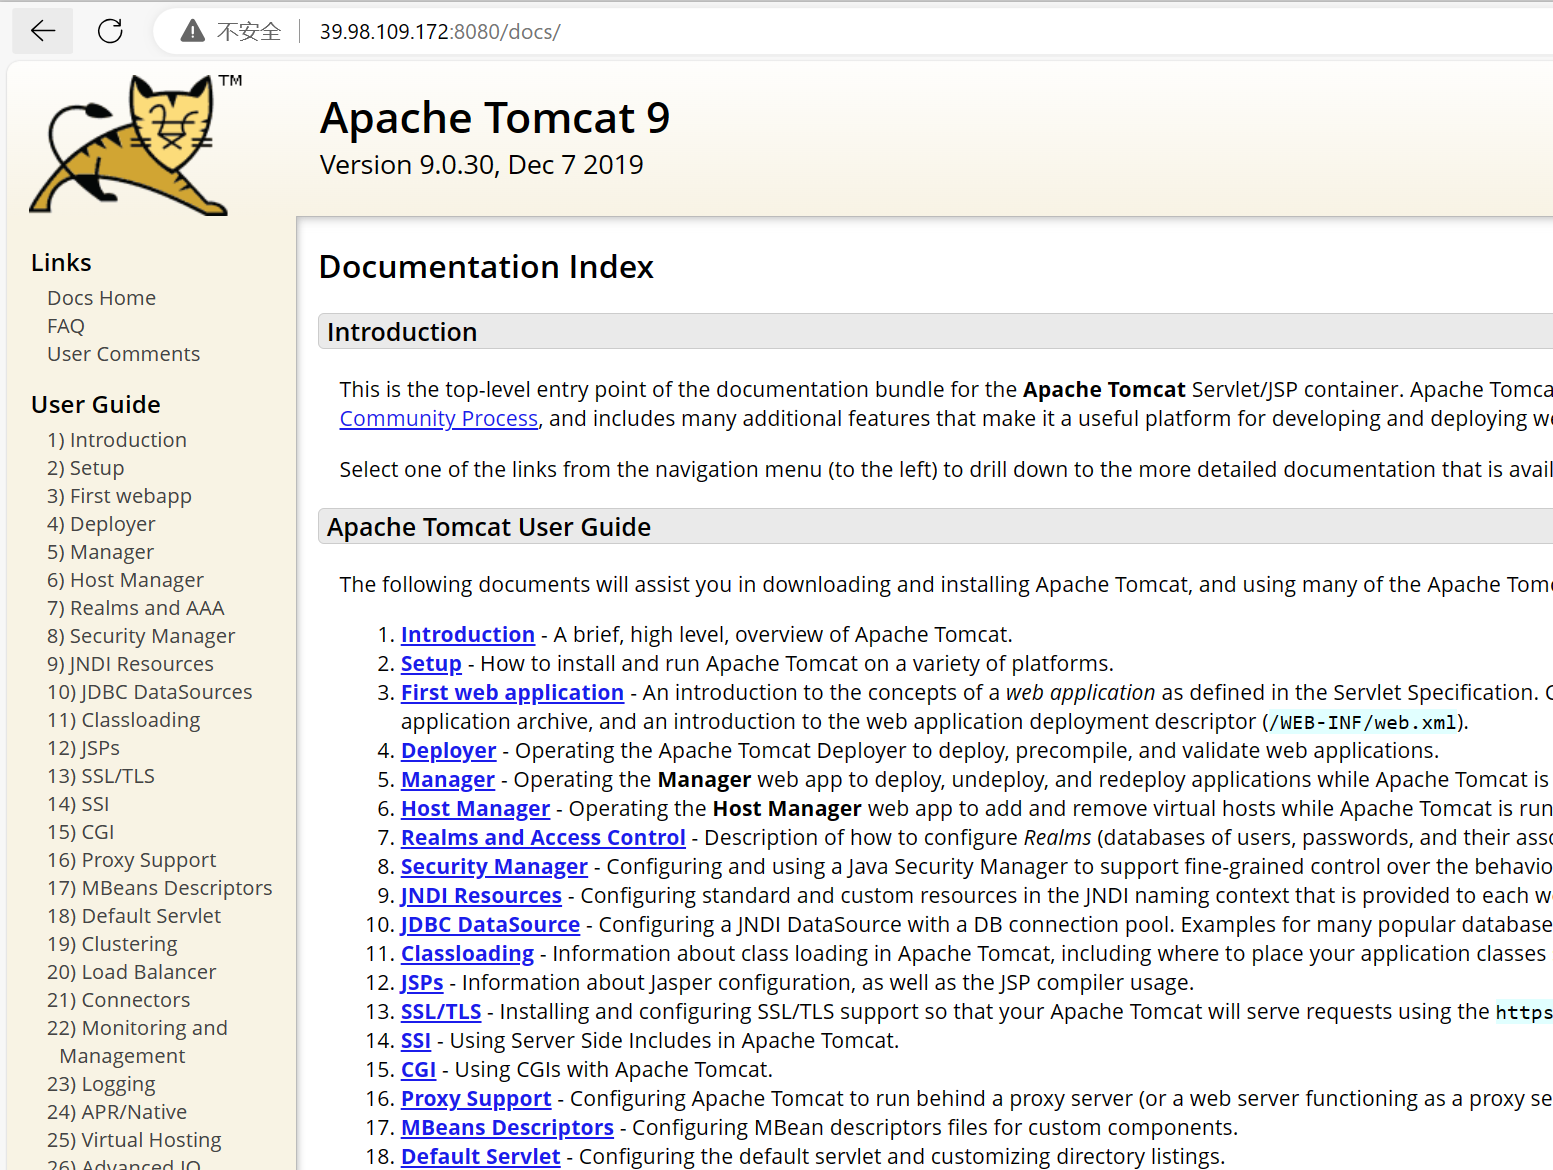 不安全 39.98.109.172:8080/docs/
TM
Apache Tomcat 9
Version 9.0.30, Dec 7 2019
Links
Docs Home
FAQ
User Comments
User Guide
1) Introduction
2) Setup
3) First webapp
4) Deployer
5) Manager
6) Host Manager
7) Realms and AAA
8) Security Manager
9) JNDI Resources
10) JDBC DataSources
11) Classloading
12) JSPs
13) SSL/TLS
14) SSI
15) CGI
16) Proxy Support
17) MBeans Descriptors
18) Default Servlet
19) Clustering
20) Load Balancer
21) Connectors
22) Monitoring and
Management
23) Logging
24) APR/Native
25) Virtual Hosting
26) Advanced IO
Documentation Index
Introduction
This is the top-level entry point of the documentation bundle for the Apache Tomcat Servlet/JSP container. Apache Tomca
Community Process, and includes many additional features that make it a useful platform for developing and deploying we
Select one of the links from the navigation menu (to the left) to drill down to the more detailed documentation that is avail
Apache Tomcat User Guide
The following documents will assist you in downloading and installing Apache Tomcat, and using many of the Apache Tom
1. Introduction - A brief, high level, overview of Apache Tomcat.
2. Setup - How to install and run Apache Tomcat on a variety of platforms.
3. First web application - An introduction to the concepts of a web application as defined in the Servlet Specification. C
application archive, and an introduction to the web application deployment descriptor (/WEB-INF/web.xml).
4. Deployer - Operating the Apache Tomcat Deployer to deploy, precompile, and validate web applications.
5. Manager - Operating the Manager web app to deploy, undeploy, and redeploy applications while Apache Tomcat is
6. Host Manager - Operating the Host Manager web app to add and remove virtual hosts while Apache Tomcat is run
7. Realms and Access Control - Description of how to configure Realms (databases of users, passwords, and their asso
8. Security Manager - Configuring and using a Java Security Manager to support fine-grained control over the behavio
9. JNDI Resources - Configuring standard and custom resources in the JNDI naming context that is provided to each w
10. JDBC DataSource - Configuring a JNDI DataSource with a DB connection pool. Examples for many popular database
11. Classloading - Information about class loading in Apache Tomcat, including where to place your application classes
12. JSPs - Information about Jasper configuration, as well as the JSP compiler usage.
13. SSL/TLS - Installing and configuring SSL/TLS support so that your Apache Tomcat will serve requests using the https
14. SSI - Using Server Side Includes in Apache Tomcat.
15. CGI - Using CGIs with Apache Tomcat.
16. Proxy Support - Configuring Apache Tomcat to run behind a proxy server (or a web server functioning as a proxy se
17. MBeans Descriptors - Configuring MBean descriptors files for custom components.
18. Default Servlet - Configuring the default servlet and customizing directory listings.